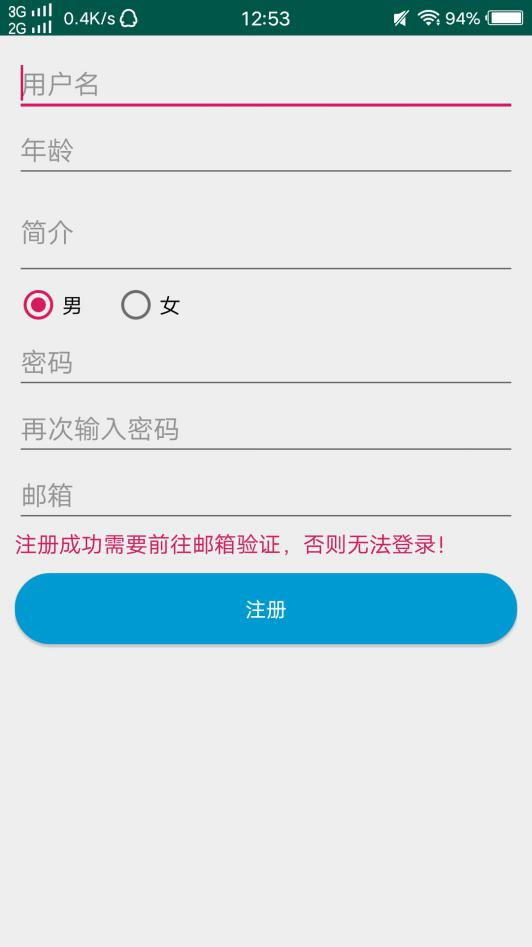 3G 0.4K/s 12:53 94%
2G
用户名
年龄
简介
男 女
密码
再次输入密码
邮箱
注册成功需要前往邮箱验证，否则无法登录！
注册